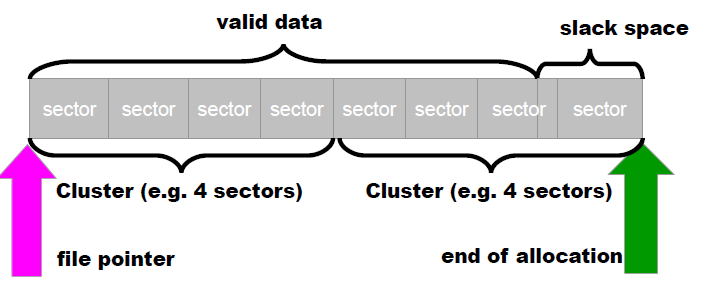 valid data
slack space
sector sector sector sector sector sector sector sector
Cluster (e.g. 4 sectors) Cluster (e.g. 4 sectors)
file pointer
end of allocation